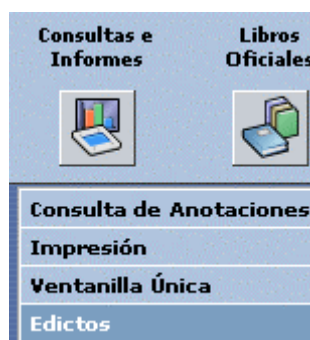 Consultas e
Informes
Libros
Oficiales
Consulta de Anotaciones
Impresión
Ventanilla Única
Edictos